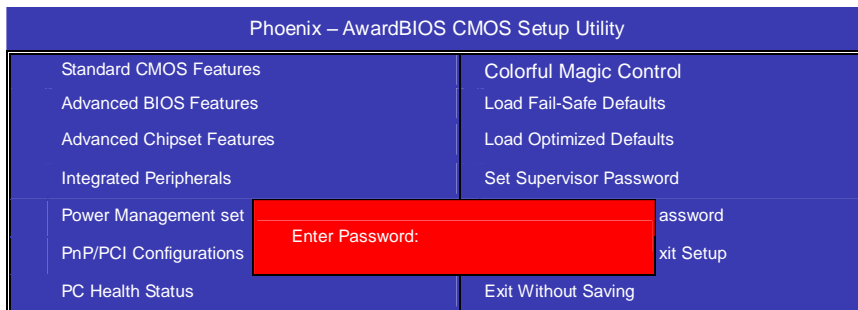 Phoenix – AwardBIOS CMOS Setup Utility
Standard CMOS Features
Advanced BIOS Features
Advanced Chipset Features
Integrated Peripherals
Power Management set
PnP/PCI Configurations
PC Health Status
Colorful Magic Control
Load Fail-Safe Defaults
Load Optimized Defaults
Set Supervisor Password
assword
xit Setup
Exit Without Saving
Enter Password: